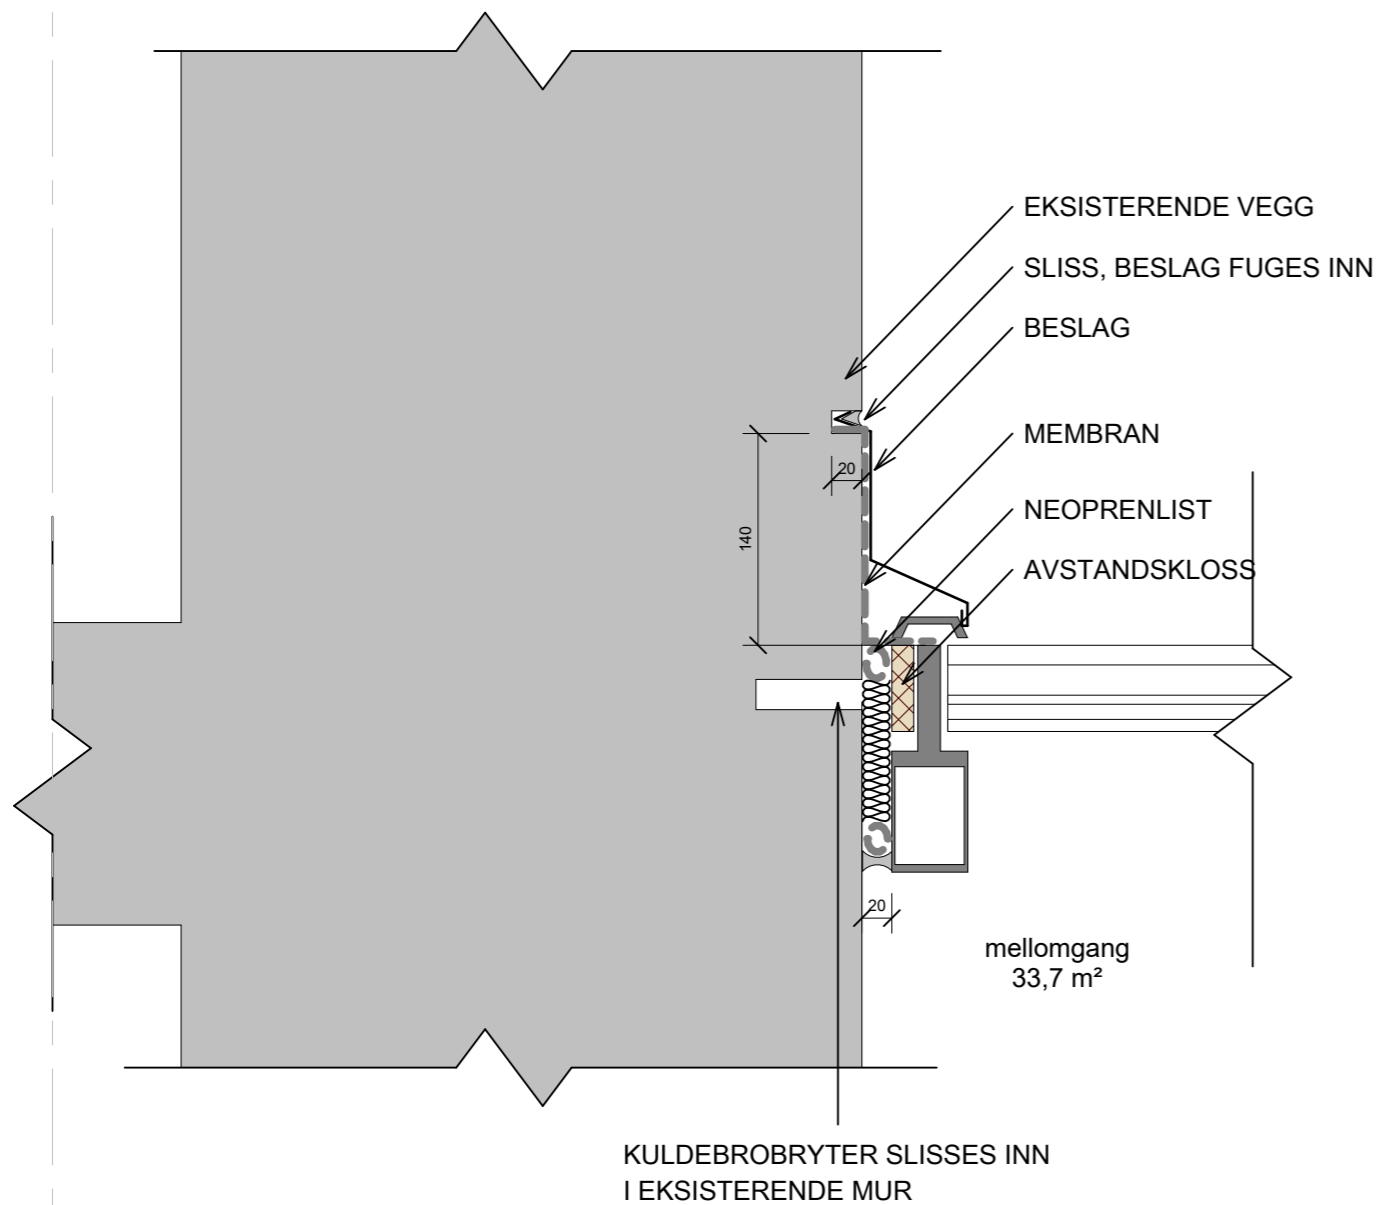 EKSISTERENDE VEGG
SLISS, BESLAG FUGES INN
BESLAG
MEMBRAN
20
NEOPRENLIST
140
AVSTANDSKLOSS
20
mellomgang
33,7 m²
KULDEBROBRYTER SLISSES INN
I EKSISTERENDE MUR